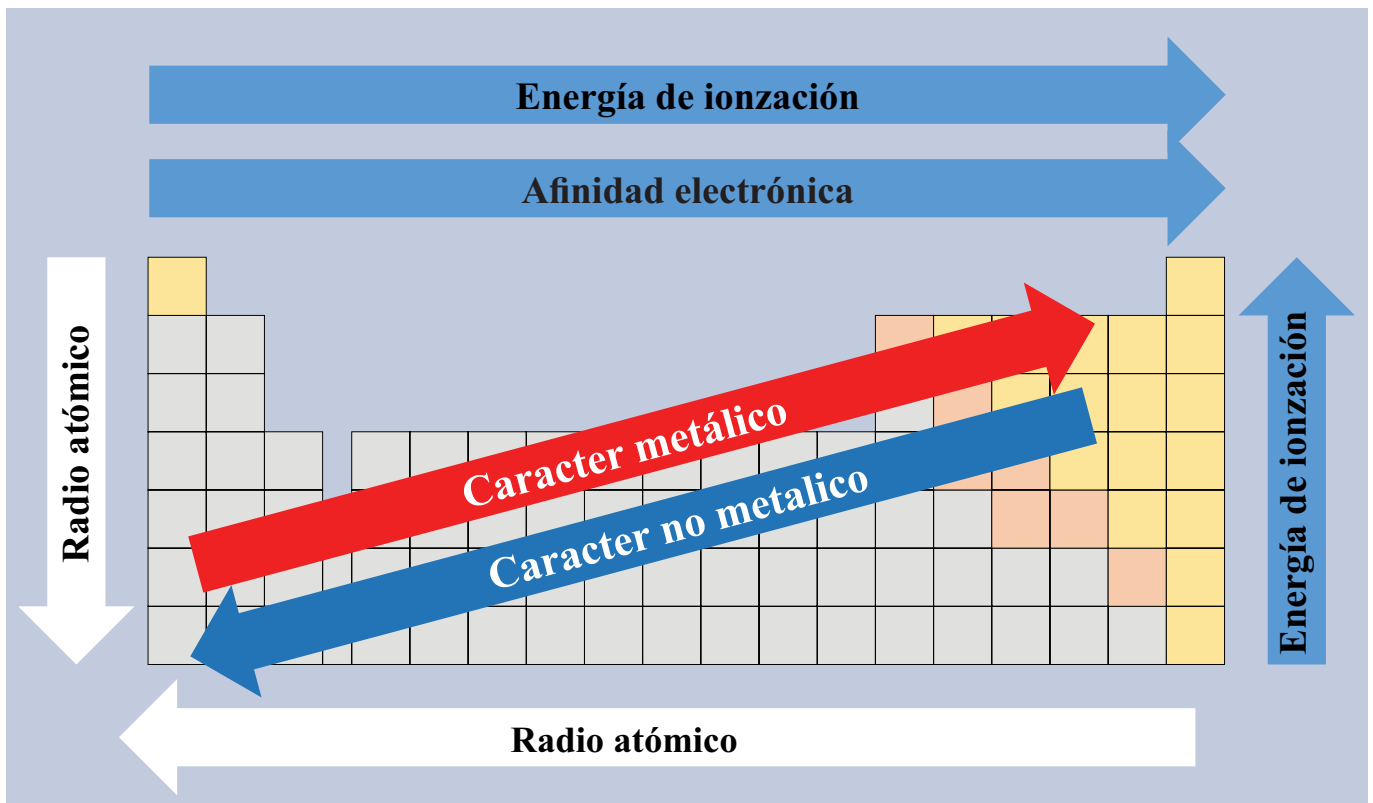 Energía de ionzación
Afinidad electrónica
Radio atómico
Caracter metálico
Caracter no metalico
Energía de ionzación
Radio atómico